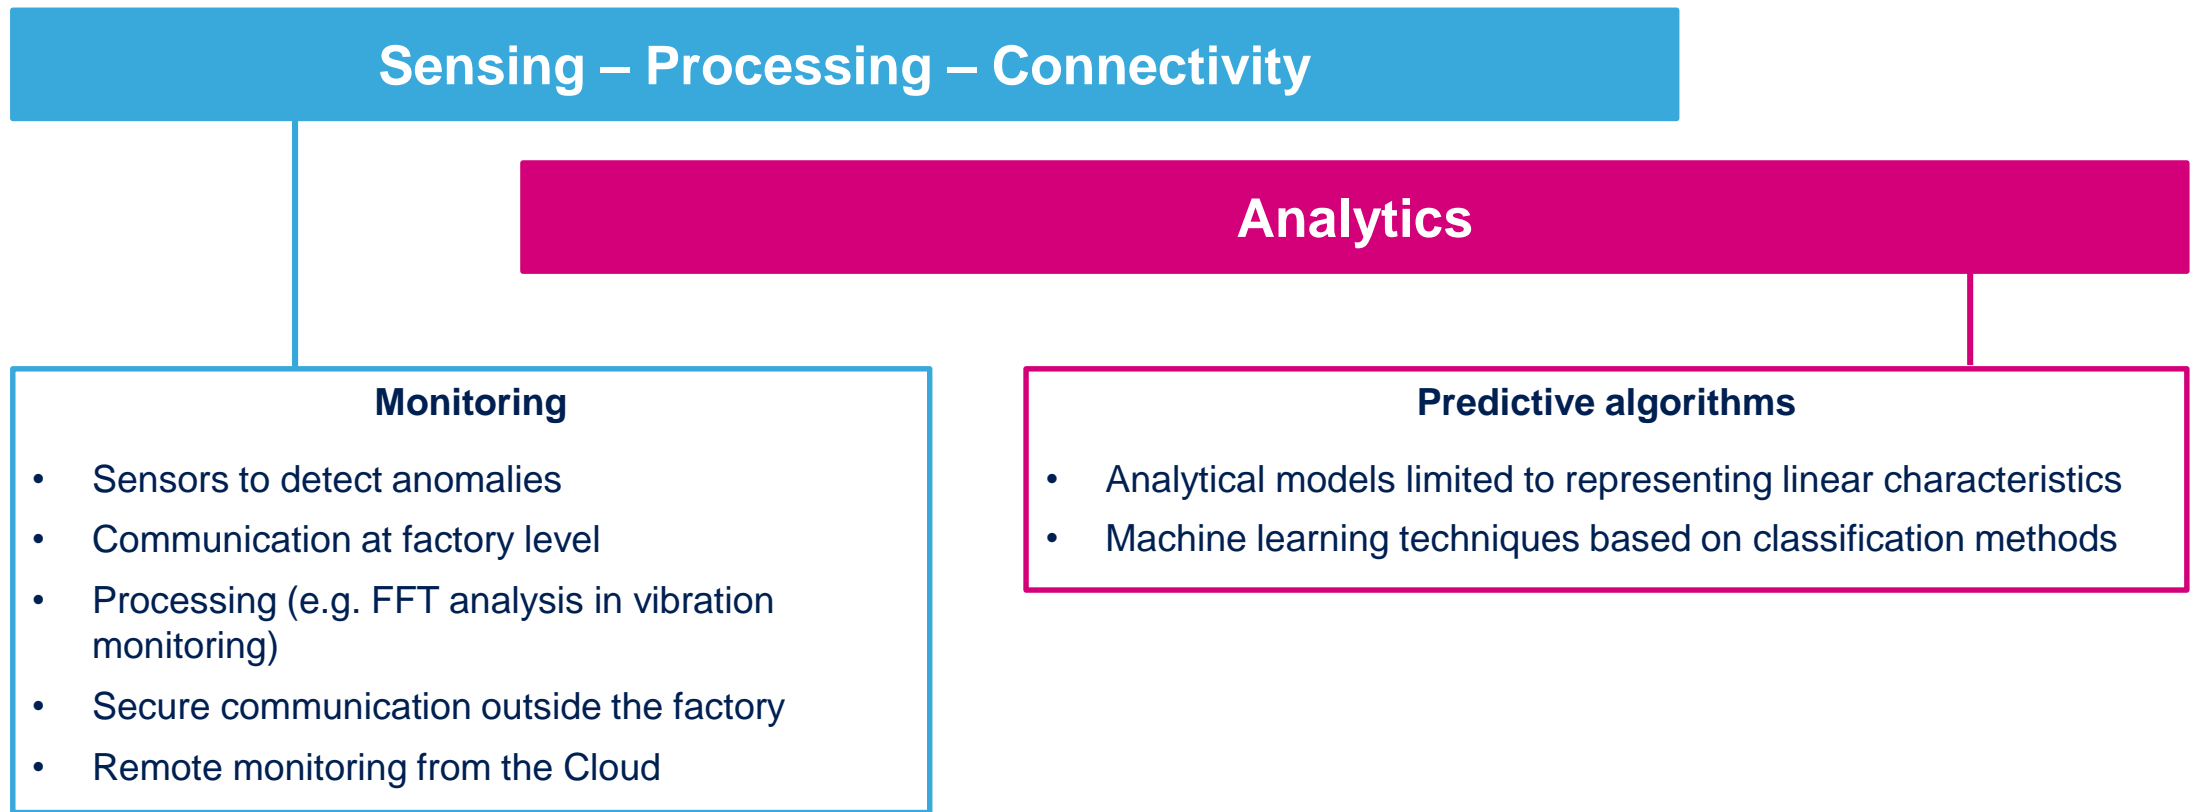 Sensing – Processing – Connectivity
Analytics
Monitoring
• Sensors to detect anomalies
• Communication at factory level
• Processing (e.g. FFT analysis in vibration
monitoring)
• Secure communication outside the factory
• Remote monitoring from the Cloud
Predictive algorithms
• Analytical models limited to representing linear characteristics
• Machine learning techniques based on classification methods